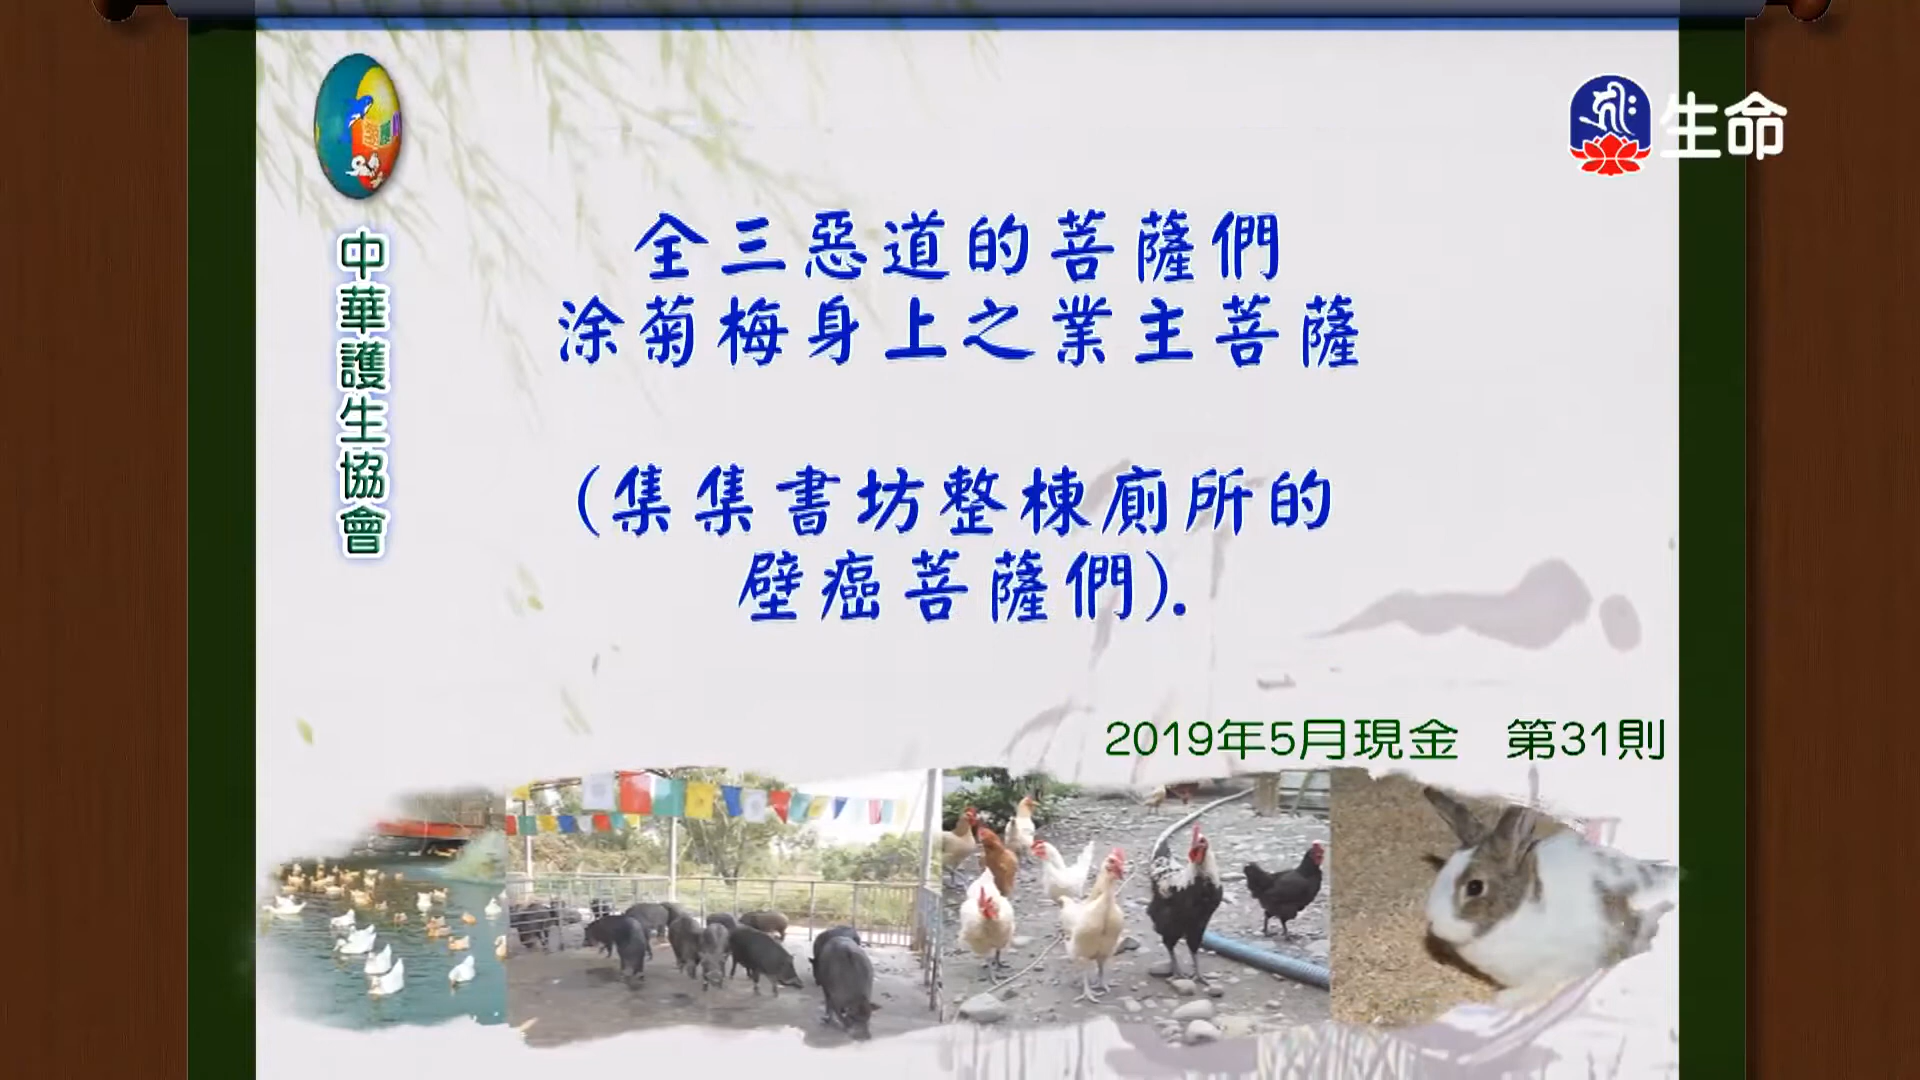 生命
中華護生協會
全三惡道的菩薩們
涂菊梅身上之業主菩薩
(集集書坊整棟廁所的
壁癌菩薩們).
2019年5月現金 第31則